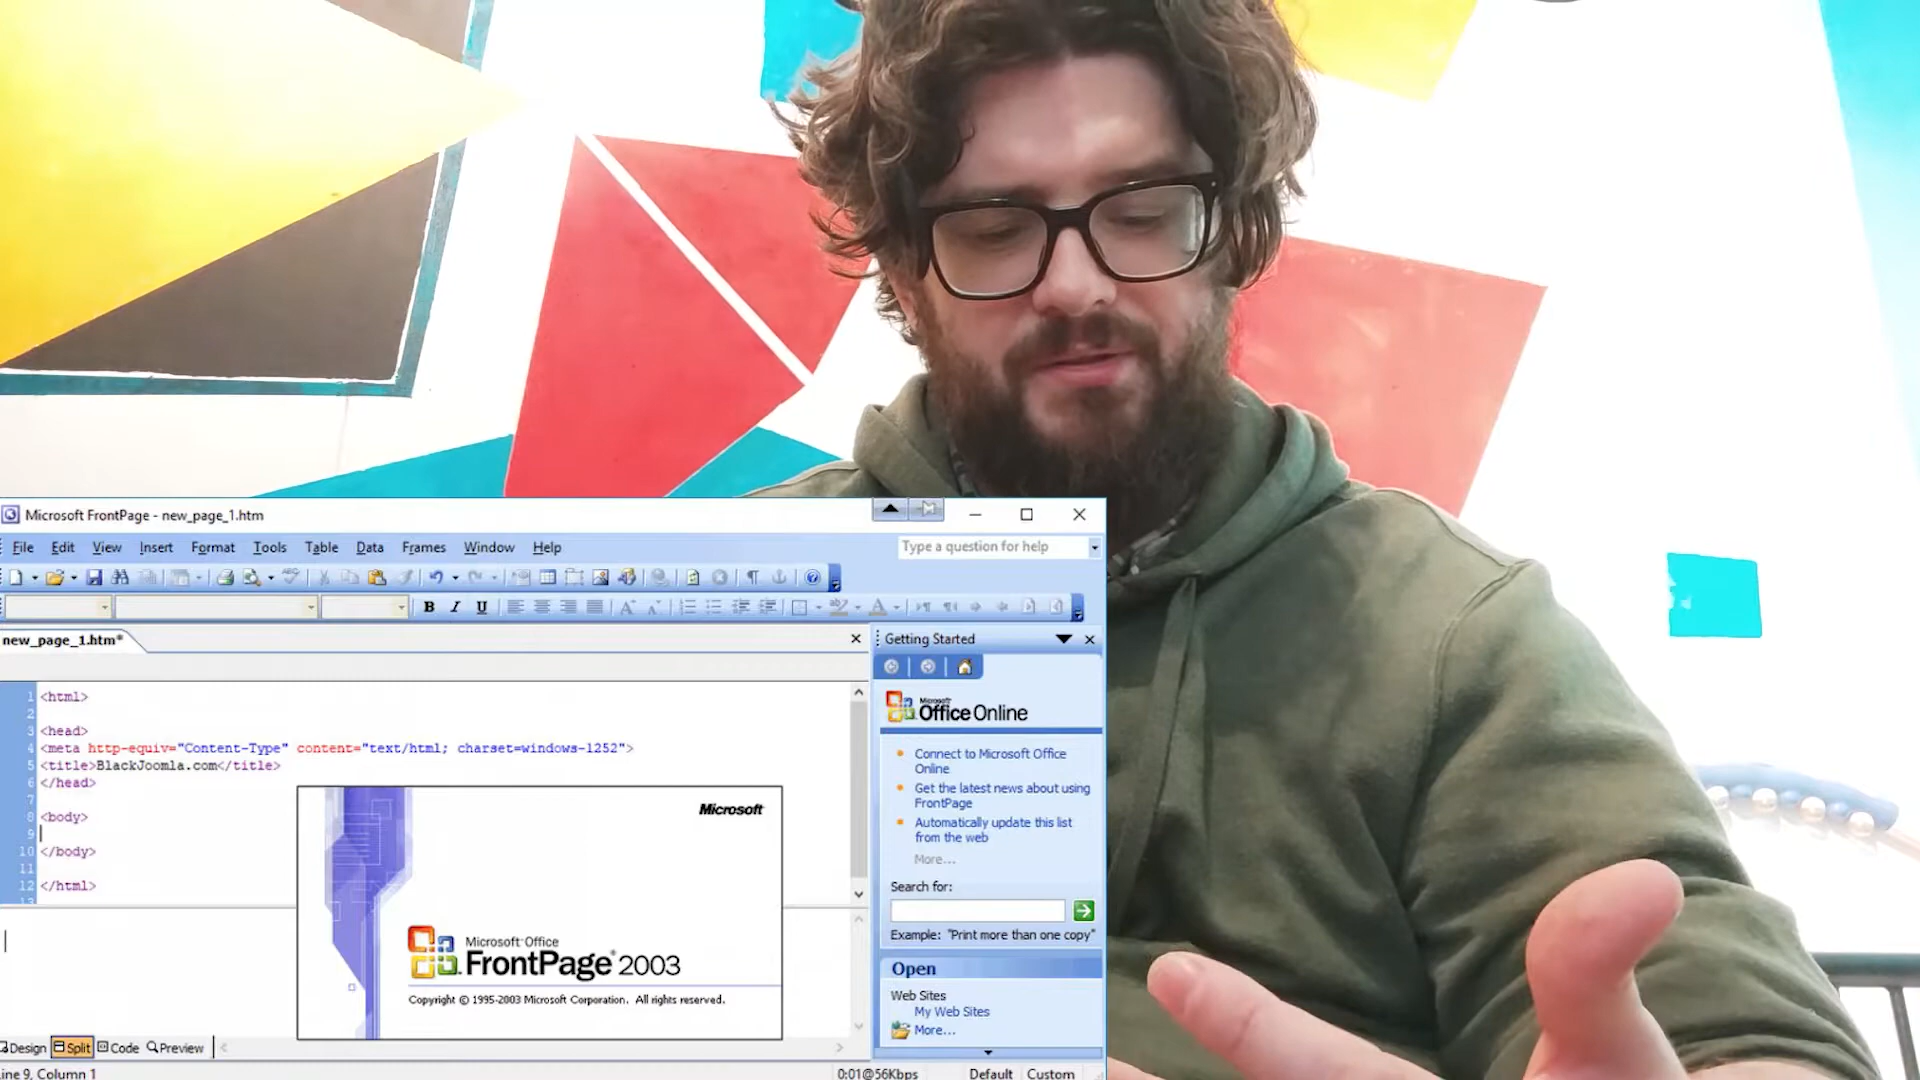 Microsoft FrontPage - new_page_1.htm
File Edit View Insert Format Tools Table Data Frames Window Help
Type a question for help
B I U
new_page_1.htm*
Getting Started
1 <html>
2
3 <head>
4 <meta http-equiv="Content-Type" content="text/html; charset=windows-1252">
5 <title>BlackJoomla.com</title>
6 </head>
7
8 <body>
9
10 </body>
11
12 </html>
13
Microsoft
Microsoft Office
FrontPage® 2003
Copyright © 1995-2003 Microsoft Corporation. All rights reserved.
Microsoft
Office Online
Connect to Microsoft Office
Online
Get the latest news about using
FrontPage
Automatically update this list
from the web
More...
Search for:
Example: "Print more than one copy"
Open
Web Sites
My Web Sites
More...
Design Split Code Preview
ine 9, Column 1
0:01@56Kbps Default Custom